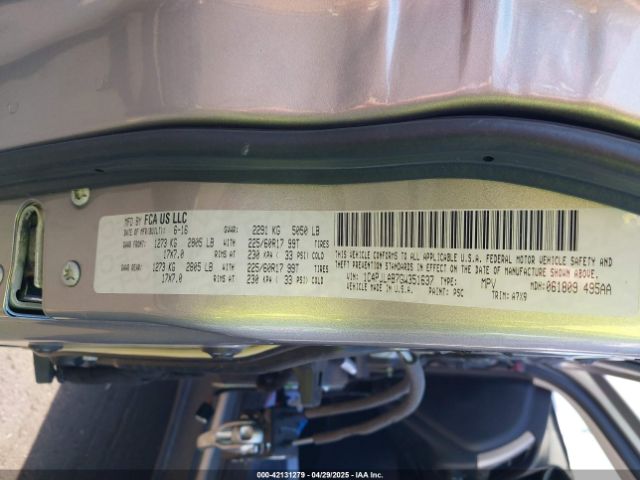 MFD BY FCA US LLC
DATE OF MFR(BUILT): 6-16 GVWR: 2291 KG 5050 LB
GAWR FRONT: 1273 KG 2805 LB WITH 225/60R17 99T TIRES
17X7.0 RIMS AT 230 KPA( 33 PSI) COLD
GAWR REAR: 1273 KG 2805 LB WITH 225/60R17 99T TIRES
17X7.0 RIMS AT 230 KPA( 33 PSI) COLD
THIS VEHICLE CONFORMS TO ALL APPLICABLE U.S.A. FEDERAL MOTOR VEHICLE SAFETY AND
THEFT PREVENTION STANDARDS IN EFFECT ON THE DATE OF MANUFACTURE SHOWN ABOVE.
VIN: TYPE: MPV MDH: 061809 495AA
VEHICLE MADE IN U.S.A. PAINT: PSC TRIM: A7X9
000-42131279 | 04/29/2025 | IAA Inc.